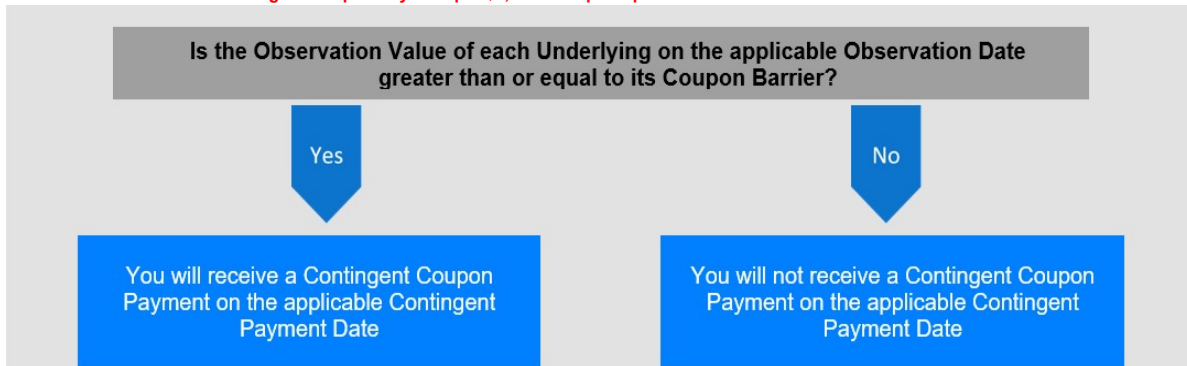 Is the Observation Value of each Underlying on the applicable Observation Date
greater than or equal to its Coupon Barrier?
Yes
No
You will receive a Contingent Coupon
Payment on the applicable Contingent
Payment Date
You will not receive a Contingent Coupon
Payment on the applicable Contingent
Payment Date